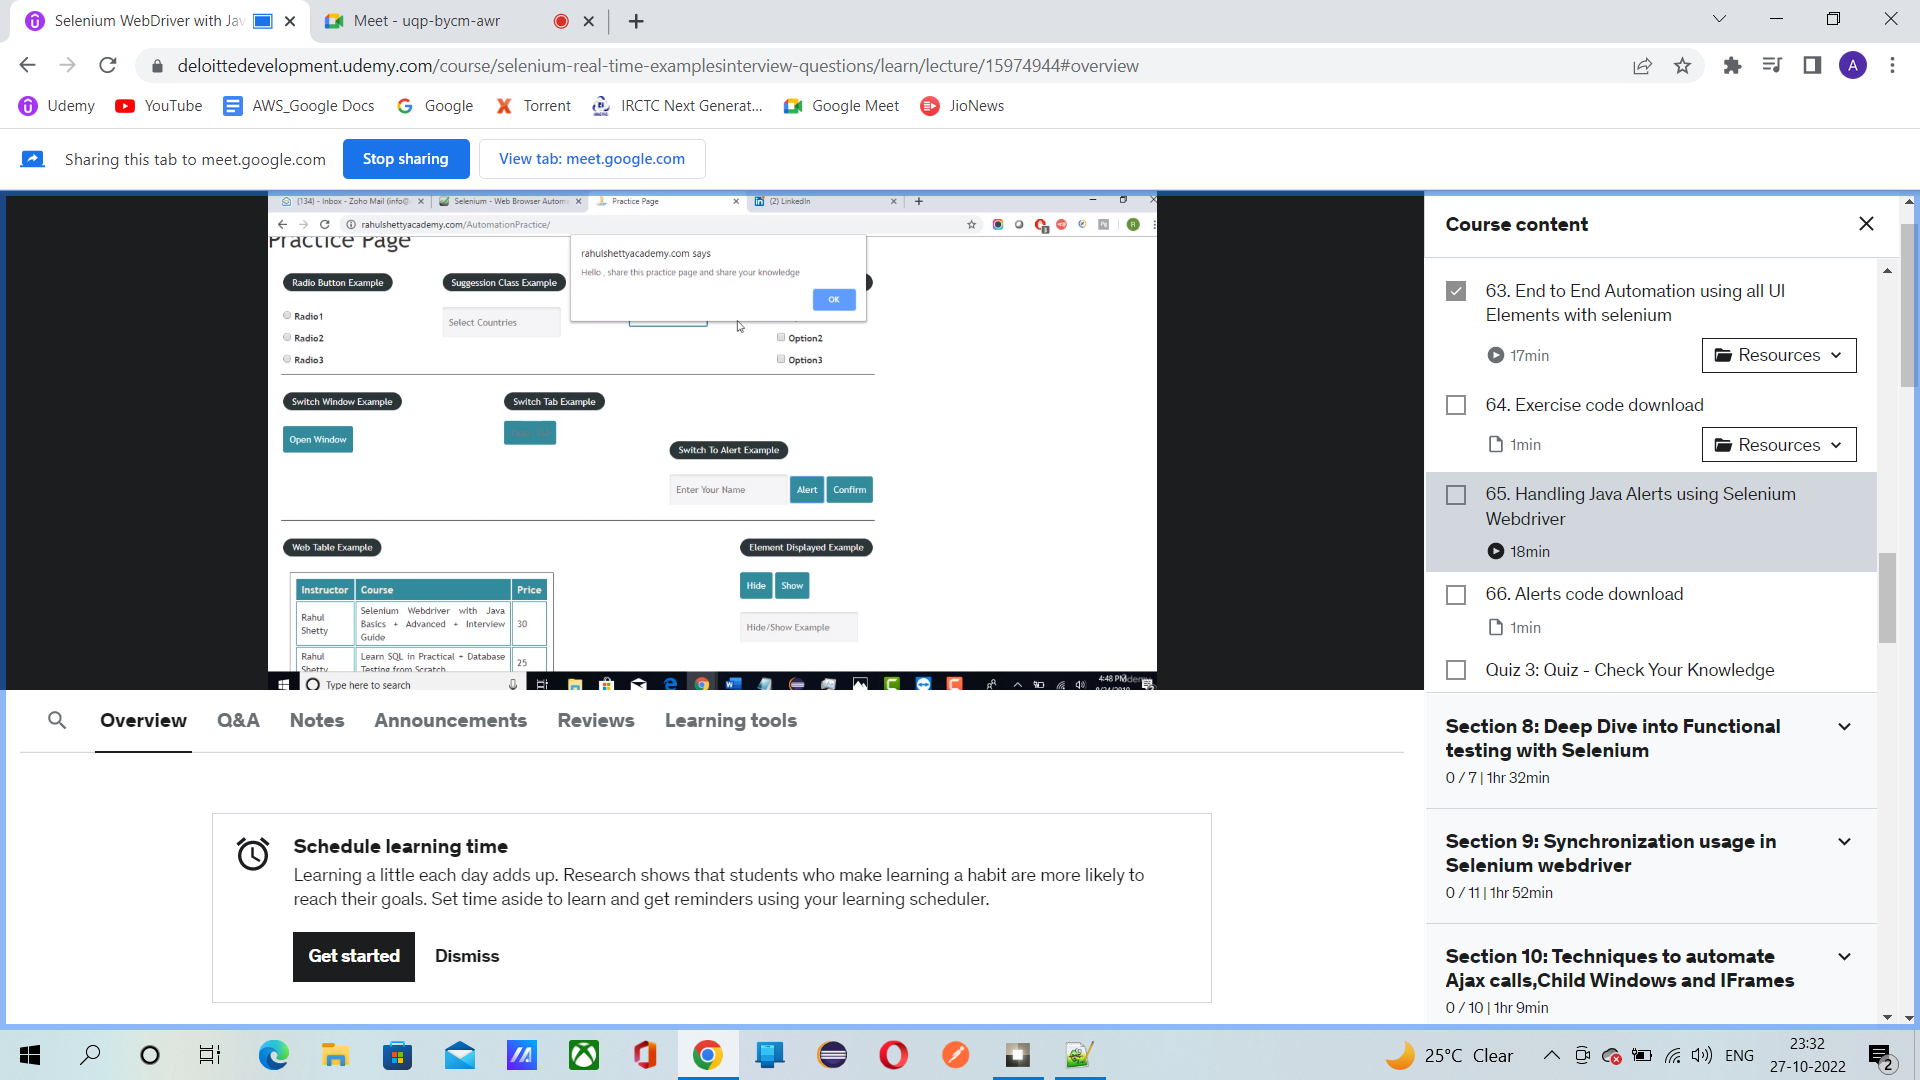 Selenium WebDriver with Jav
Meet - uqp-bycm-awr
deloittedevelopment.udemy.com/course/selenium-real-time-examplesinterview-questions/learn/lecture/15974944#overview
A
Udemy
YouTube
AWS_Google Docs
Google
Torrent
IRCTC Next Generat...
Google Meet
JioNews
Sharing this tab to meet.google.com
Stop sharing
View tab: meet.google.com
(134) - Inbox - Zoho Mail (info@
Selenium - Web Browser Autom
Practice Page
(2) LinkedIn
rahulshettyacademy.com/AutomationPractice/
Practice Page
rahulshettyacademy.com says
Hello , share this practice page and share your knowledge
OK
Radio Button Example
Suggession Class Example
Radio1
Radio2
Radio3
Select Countries
Option2
Option3
Switch Window Example
Switch Tab Example
Open Window
Switch To Alert Example
Enter Your Name
Alert
Confirm
Web Table Example
Element Displayed Example
Instructor Course Price
Rahul Shetty
Selenium Webdriver with Java
Basics + Advanced + Interview
Guide
30
Rahul Shetty
Learn SQL in Practical + Database
Testing from Scratch
25
Hide
Show
Hide/Show Example
Type here to search
4:48 PM
Course content
63. End to End Automation using all UI
Elements with selenium
17min
Resources
64. Exercise code download
1min
Resources
65. Handling Java Alerts using Selenium
Webdriver
18min
66. Alerts code download
1min
Quiz 3: Quiz - Check Your Knowledge
Section 8: Deep Dive into Functional
testing with Selenium
0 / 7 | 1hr 32min
Section 9: Synchronization usage in
Selenium webdriver
0 / 11 | 1hr 52min
Section 10: Techniques to automate
Ajax calls,Child Windows and IFrames
0 / 10 | 1hr 9min
Overview
Q&A
Notes
Announcements
Reviews
Learning tools
Schedule learning time
Learning a little each day adds up. Research shows that students who make learning a habit are more likely to
reach their goals. Set time aside to learn and get reminders using your learning scheduler.
Get started
Dismiss
25°C Clear
ENG
23:32
27-10-2022
2